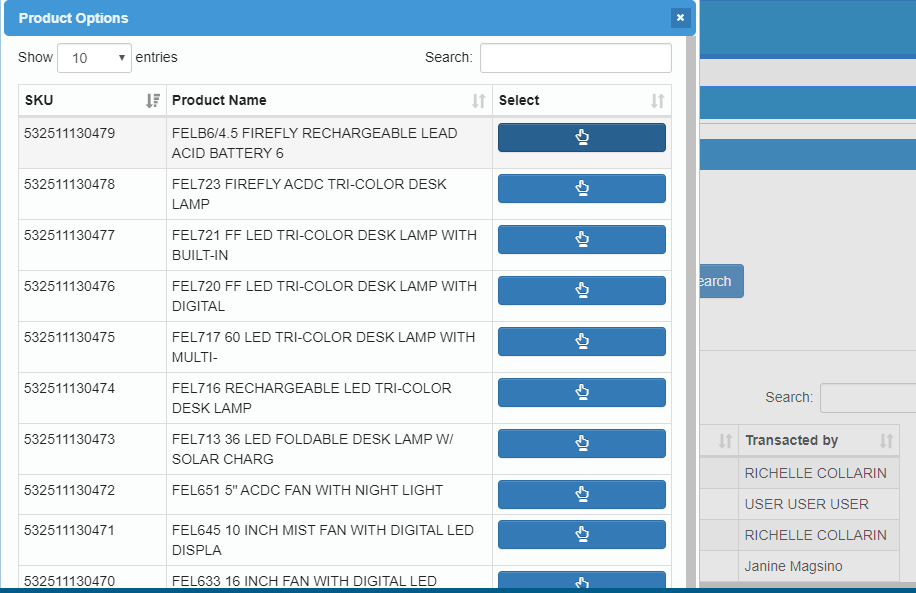 Product Options ×
Show 10 entries Search:
SKU Product Name Select
532511130479 FELB6/4.5 FIREFLY RECHARGEABLE LEAD
ACID BATTERY 6
532511130478 FEL723 FIREFLY ACDC TRI-COLOR DESK
LAMP
532511130477 FEL721 FF LED TRI-COLOR DESK LAMP WITH
BUILT-IN
532511130476 FEL720 FF LED TRI-COLOR DESK LAMP WITH
DIGITAL
532511130475 FEL717 60 LED TRI-COLOR DESK LAMP WITH
MULTI-
532511130474 FEL716 RECHARGEABLE LED TRI-COLOR
DESK LAMP
532511130473 FEL713 36 LED FOLDABLE DESK LAMP W/
SOLAR CHARG
532511130472 FEL651 5" ACDC FAN WITH NIGHT LIGHT
532511130471 FEL645 10 INCH MIST FAN WITH DIGITAL LED
DISPLA
532511130470 FEL633 16 INCH FAN WITH DIGITAL LED
earch
Search:
Transacted by
RICHELLE COLLARIN
USER USER USER
RICHELLE COLLARIN
Janine Magsino